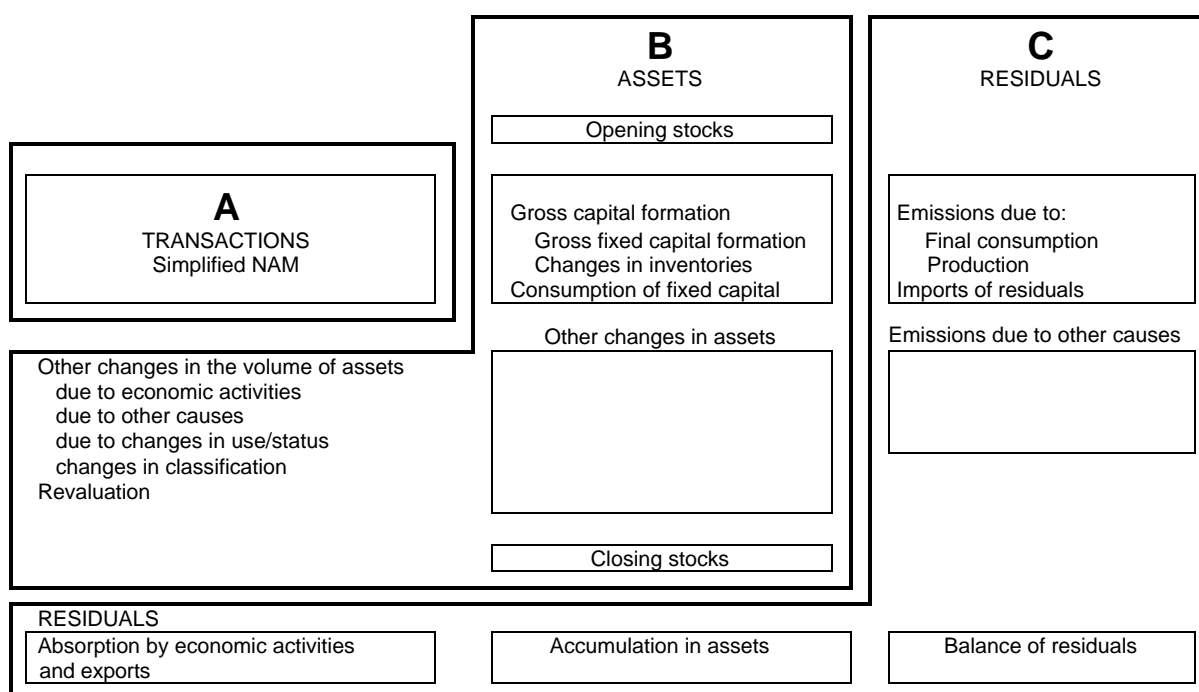 B
ASSETS
Opening stocks
C
RESIDUALS
A
TRANSACTIONS
Simplified NAM
Gross capital formation
Gross fixed capital formation
Changes in inventories
Consumption of fixed capital
Emissions due to:
Final consumption
Production
Imports of residuals
Other changes in assets
Emissions due to other causes
Other changes in the volume of assets
due to economic activities
due to other causes
due to changes in use/status
changes in classification
Revaluation
Closing stocks
RESIDUALS
Absorption by economic activities
and exports
Accumulation in assets
Balance of residuals